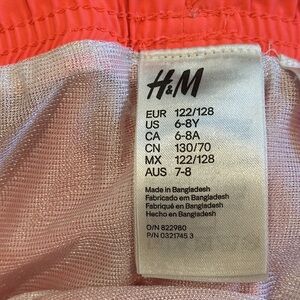 H&M
EUR 122/128
US 6-8Y
CA 6-8A
CN 130/70
MX 122/128
AUS 7-8
Made in Bangladesh
Fabricado em Bangladesh
Fabriqué en Bangladesh
Hecho en Bangladesh
O/N 822980
P/N 0321745 3